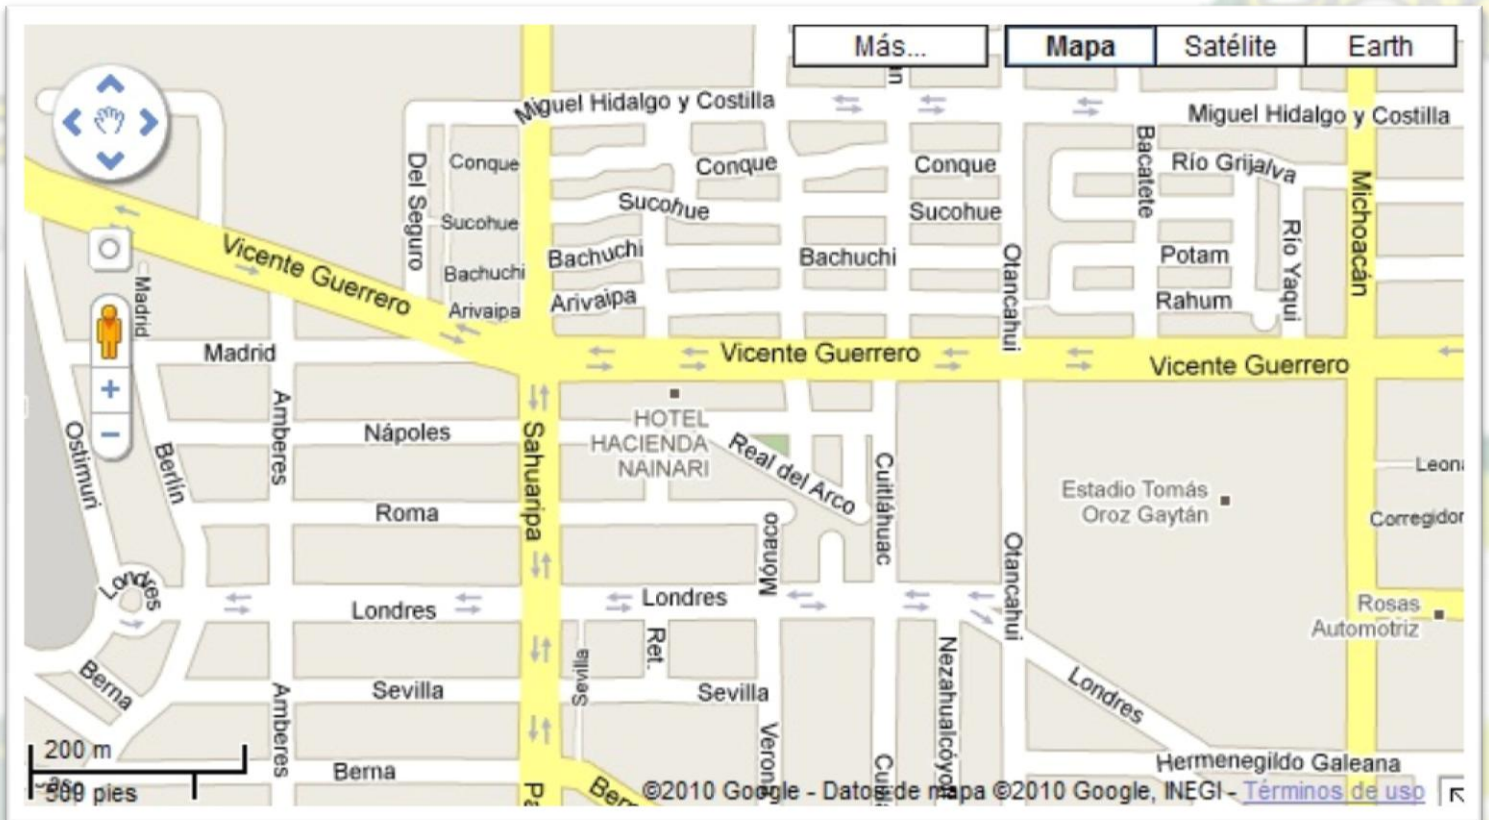 Más...
Mapa
Satélite
Earth
Miguel Hidalgo y Costilla
Miguel Hidalgo y Costilla
Del Seguro
Conque
Conque
Conque
Bacatete
Río Grijalva
Sucohue
Sucohue
Sucohue
Michoacán
Vicente Guerrero
Bachuchi
Bachuchi
Bachuchi
Otancahui
Potam
Río Yaqui
Madrid
Arivaipa
Arivaipa
Rahum
Madrid
Vicente Guerrero
Vicente Guerrero
+
−
Ostimuri
Berlín
Amberes
Nápoles
Sahuaripa
HOTEL
HACIENDA
NAINARI
Real del Arco
Cuitláhuac
Leon
Estadio Tomás
Oroz Gaytán
Corregidor
Roma
Mónaco
Otancahui
Londres
Londres
Londres
Rosas
Automotriz
Ret.
Sevilla
Nezahualcóyotl
Berna
Amberes
Sevilla
Sevilla
Londres
Verona
Hermenegildo Galeana
200 m
500 pies
Berna
©2010 Google - Datos de mapa ©2010 Google, INEGI - Términos de uso